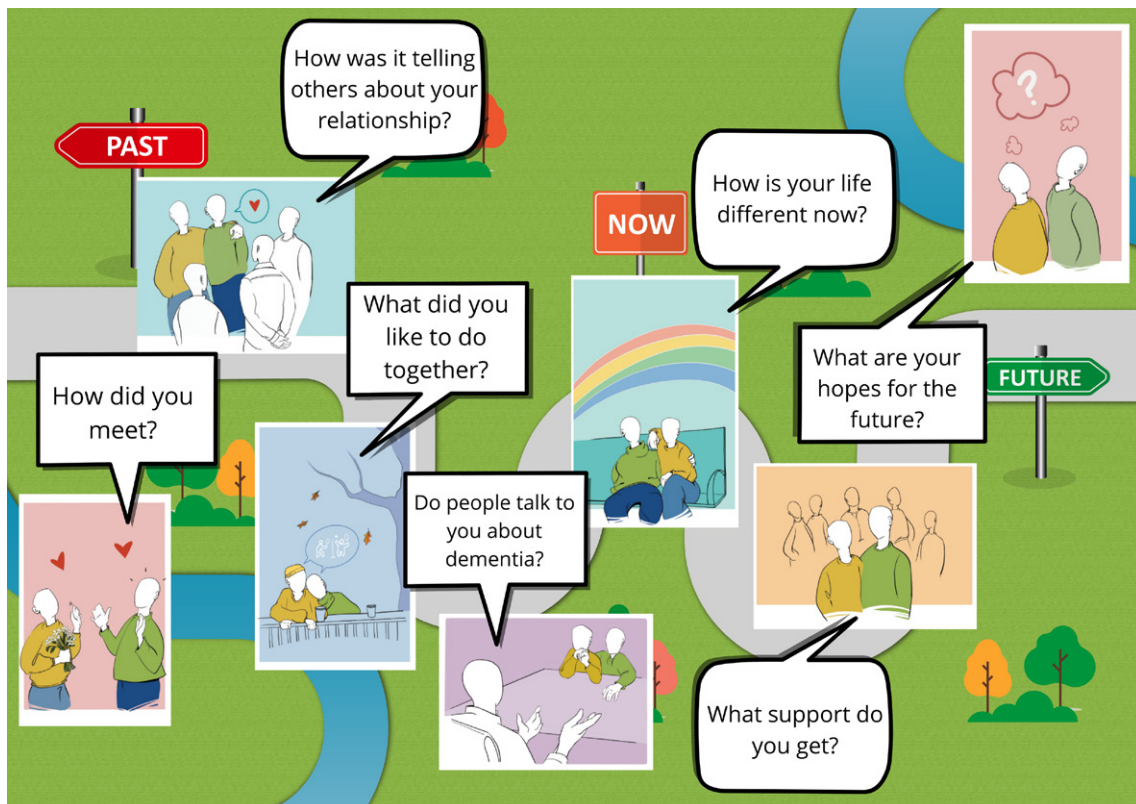 PAST
How was it telling
others about your
relationship?
How did you
meet?
What did you
like to do
together?
Do people talk to
you about
dementia?
NOW
How is your life
different now?
What support do
you get?
FUTURE
What are your
hopes for the
future?
?